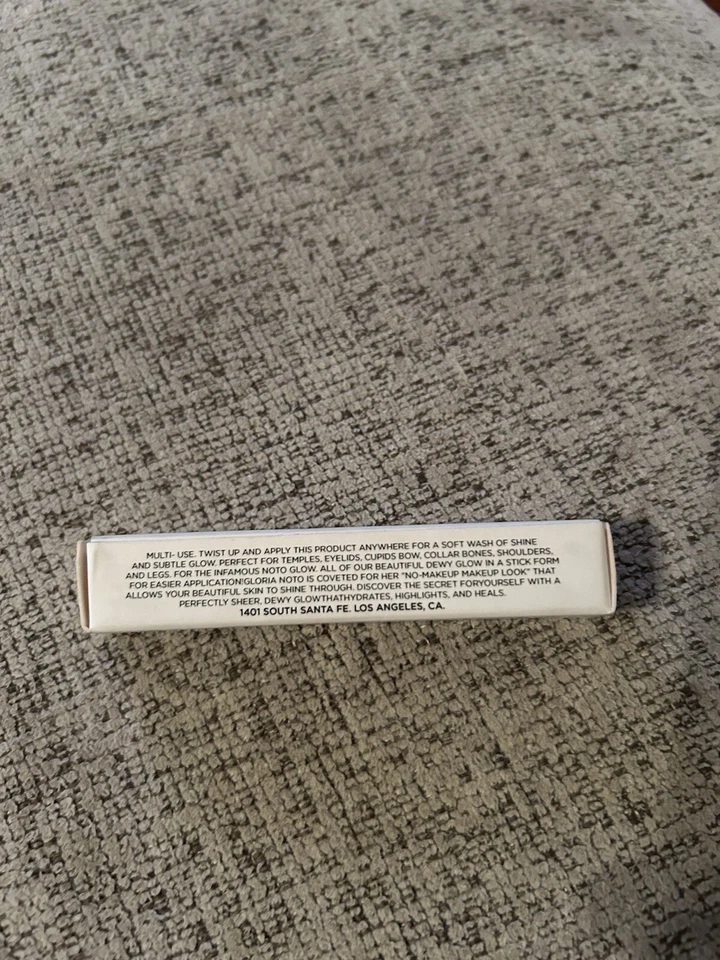 MULTI- USE. TWIST UP AND APPLY THIS PRODUCT ANYWHERE FOR A SOFT WASH OF SHINE
AND SUBTLE GLOW. PERFECT FOR TEMPLES, EYELIDS, CUPIDS BOW, COLLAR BONES, SHOULDERS,
AND LEGS. FOR THE INFAMOUS NOTO GLOW. ALL OF OUR BEAUTIFUL DEWY GLOW IN A STICK FORM
FOR EASIER APPLICATION!GLORIA NOTO IS COVETED FOR HER "NO-MAKEUP MAKEUP LOOK" THAT
ALLOWS YOUR BEAUTIFUL SKIN TO SHINE THROUGH. DISCOVER THE SECRET FORYOURSELF WITH A
PERFECTLY SHEER, DEWY GLOWTHATHYDRATES, HIGHLIGHTS, AND HEALS.
1401 SOUTH SANTA FE. LOS ANGELES, CA.